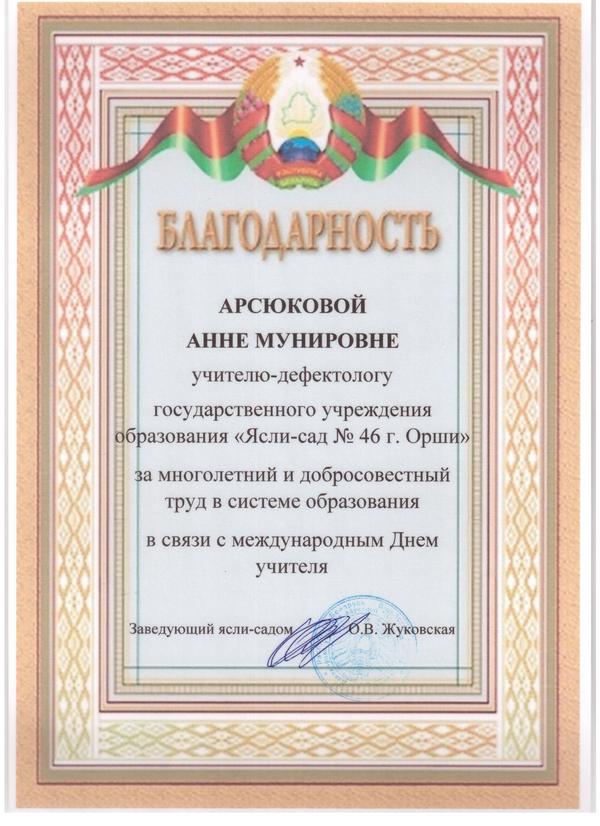 БЛАГОДАРНОСТЬ
АРСЮКОВОЙ
АННЕ МУНИРОВНЕ
учителю-дефектологу
государственного учреждения
образования «Ясли-сад № 46 г. Орши»
за многолетний и добросовестный
труд в системе образования
в связи с международным Днем
учителя
Заведующий ясли-садом О.В. Жуковская